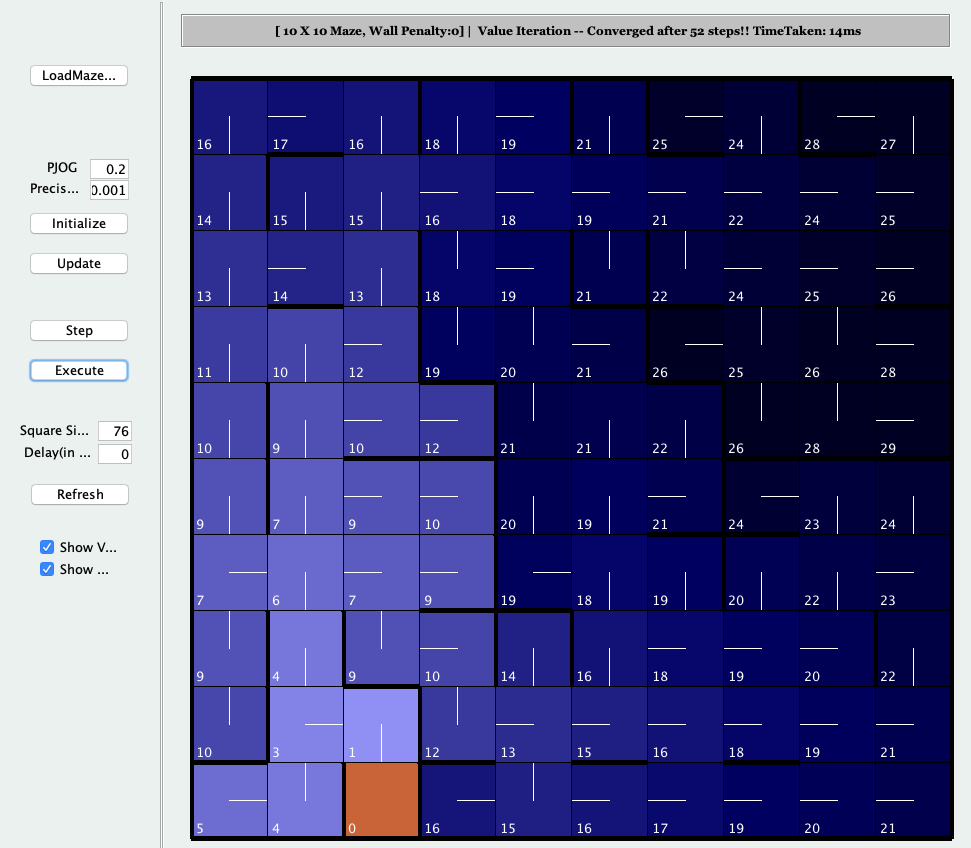 [ 10 X 10 Maze, Wall Penalty:0] | Value Iteration -- Converged after 52 steps!! TimeTaken: 14ms
LoadMaze...
PJOG 0.2
Precis... 0.001
Initialize
Update
Step
Execute
Square Si... 76
Delay(in ... 0
Refresh
Show V...
Show ...
16 17 16 18 19 21 25 24 28 27
14 15 15 16 18 19 21 22 24 25
13 14 13 18 19 21 22 24 25 26
11 10 12 19 20 21 26 25 26 28
10 9 10 12 21 21 22 26 28 29
9 7 9 10 20 19 21 24 23 24
7 6 7 9 19 18 19 20 22 23
9 4 9 10 14 16 18 19 20 22
10 3 1 12 13 15 16 18 19 21
5 4 0 16 15 16 17 19 20 21